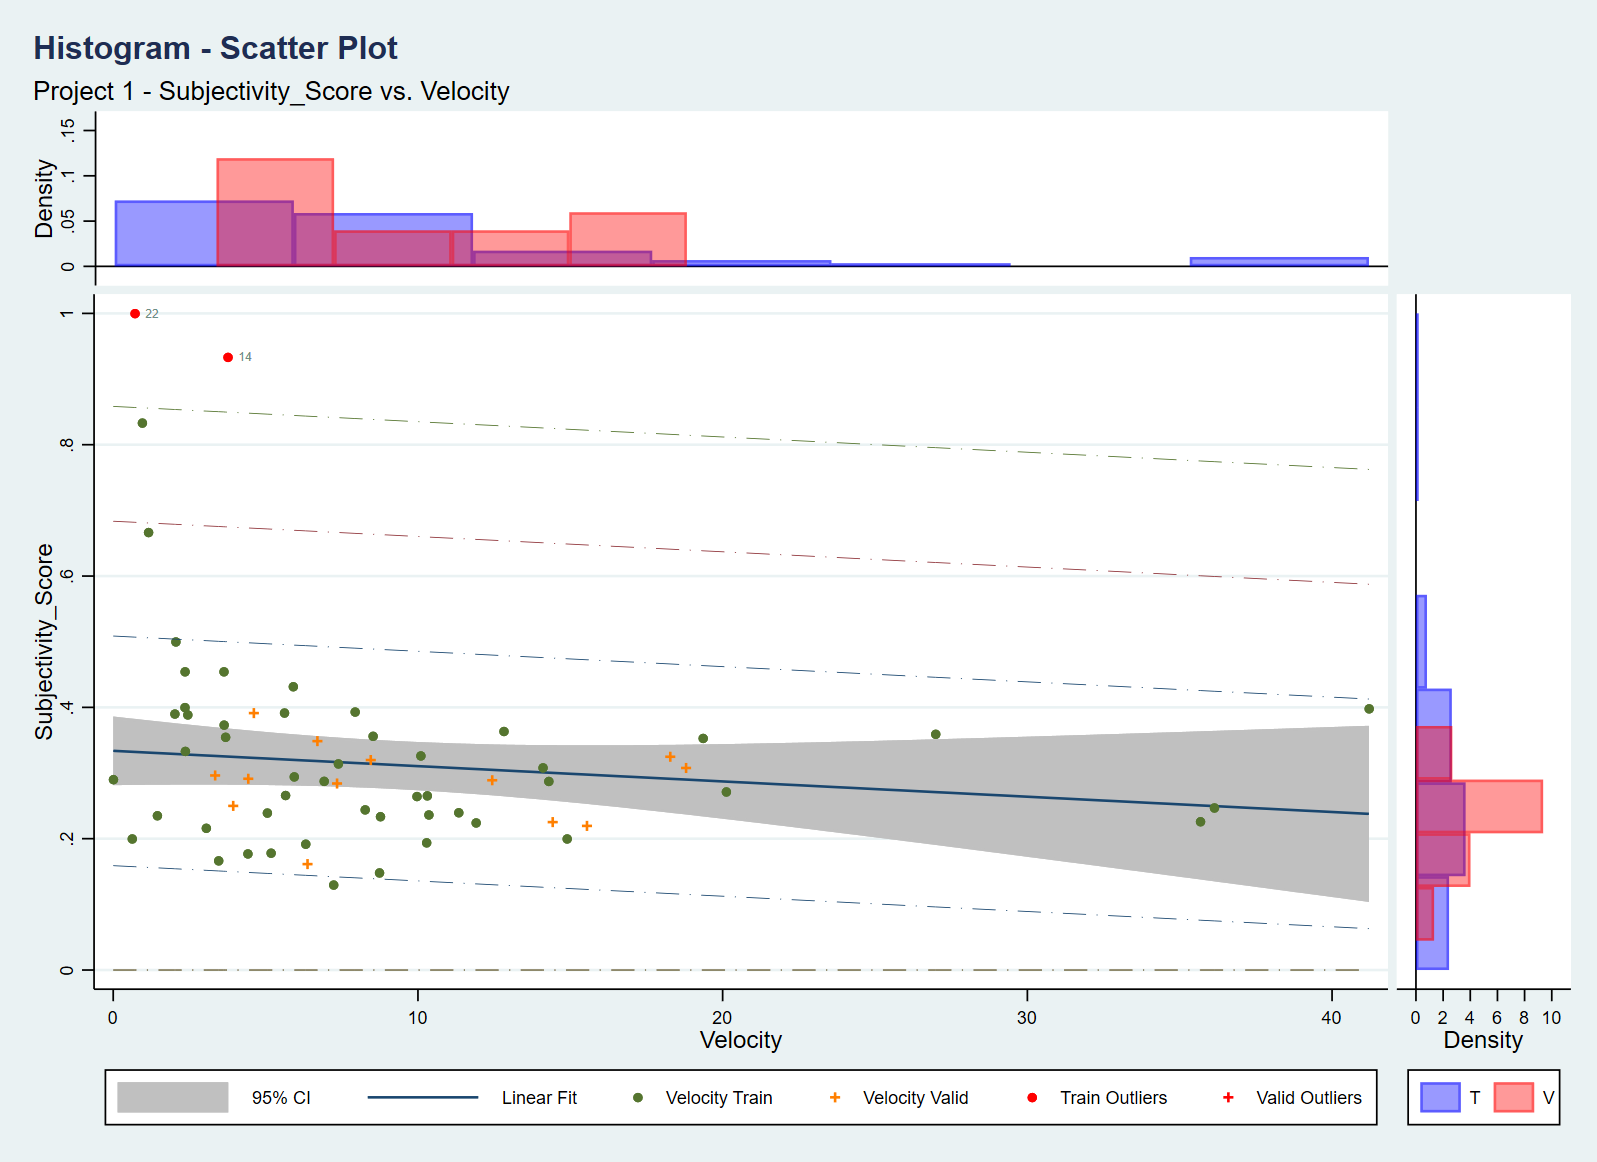 Histogram - Scatter Plot
Project 1 - Subjectivity_Score vs. Velocity
Density
0 .05 .1 .15
22
14
Subjectivity_Score
0 .2 .4 .6 .8 1
0 10 20 30 40
Velocity
0 2 4 6 8 10
Density
95% CI Linear Fit Velocity Train Velocity Valid Train Outliers Valid Outliers
T V